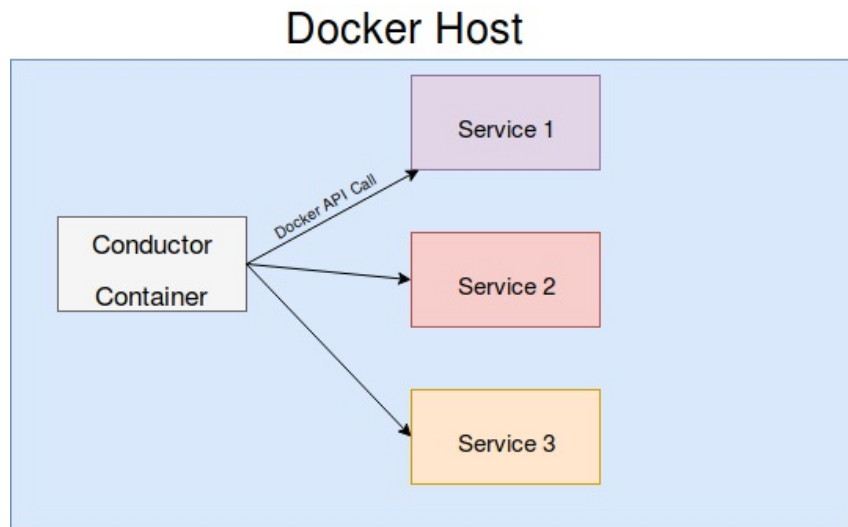 Docker Host
Service 1
Docker API Call
Conductor
Container
Service 2
Service 3